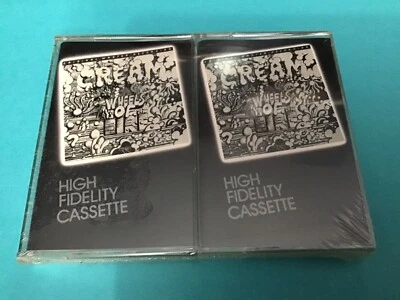 CREAM
WHEELS
OF
FIRE
HIGH
FIDELITY
CASSETTE
CREAM
WHEELS
OF
FIRE
HIGH
FIDELITY
CASSETTE